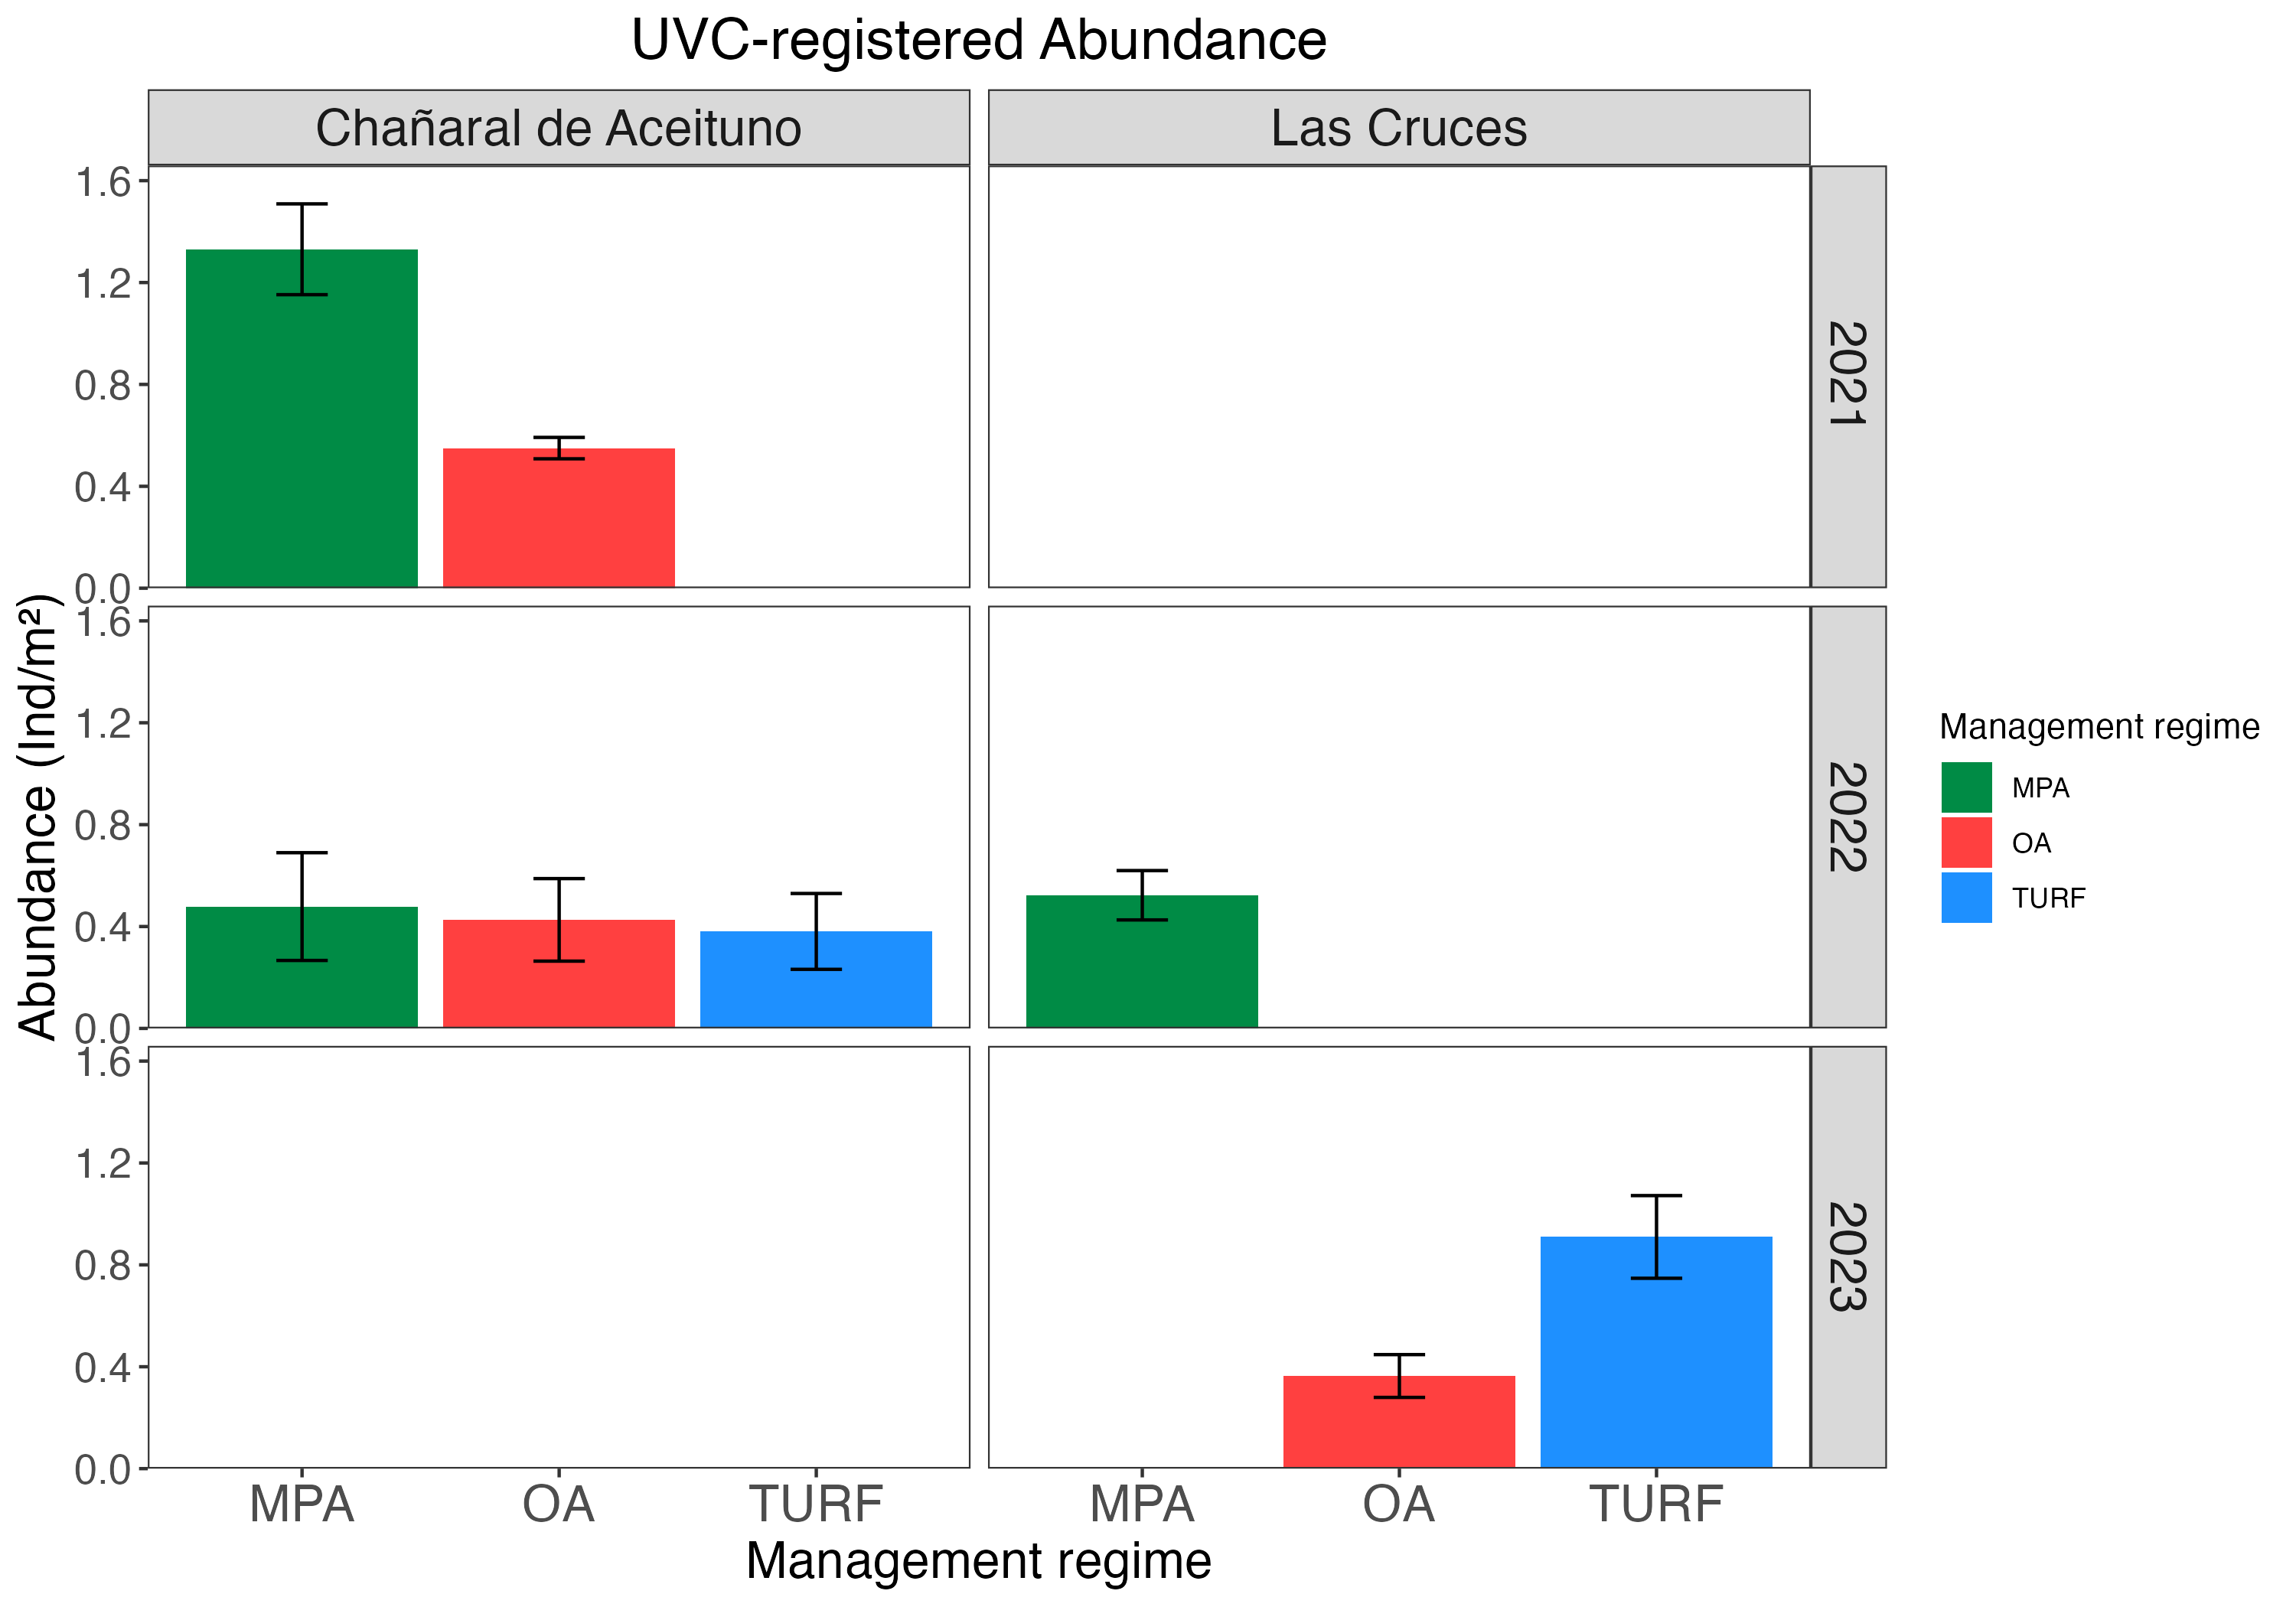 UVC-registered Abundance
Chañaral de Aceituno
Las Cruces
1.6
1.2
0.8
0.4
0.0
2021
1.6
1.2
0.8
0.4
0.0
2022
1.6
1.2
0.8
0.4
0.0
2023
Abundance (Ind/m²)
MPA
OA
TURF
MPA
OA
TURF
Management regime
Management regime
MPA
OA
TURF